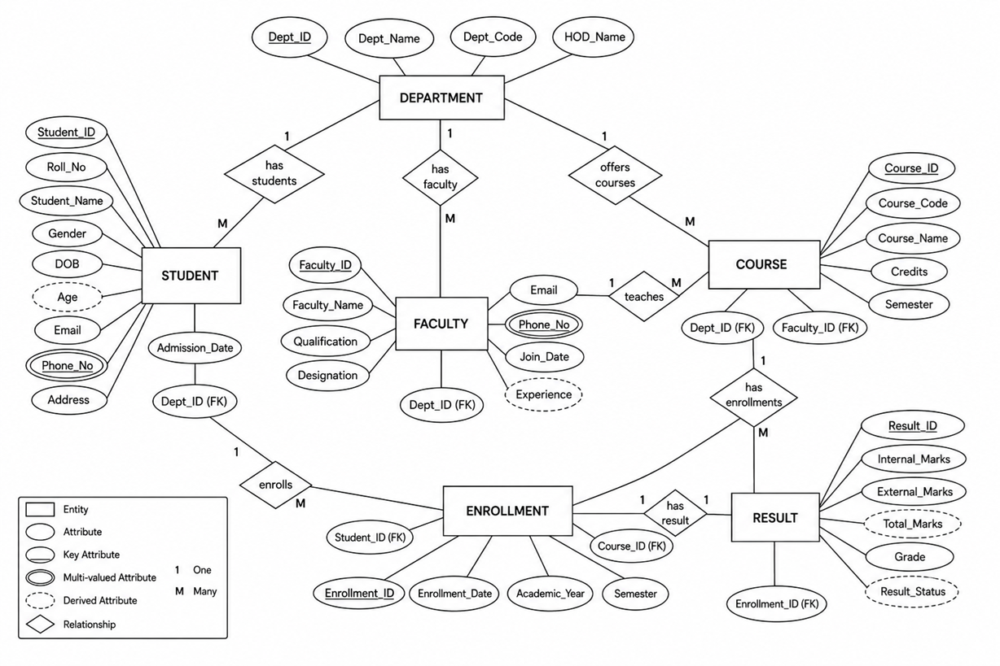 Dept_ID
Dept_Name
Dept_Code
HOD_Name
DEPARTMENT
1
1
1
has
students
has
faculty
offers
courses
M
M
M
Student_ID
Roll_No
Student_Name
Gender
DOB
Age
Email
Phone_No
Address
STUDENT
Admission_Date
Dept_ID (FK)
Faculty_ID
Faculty_Name
Qualification
Designation
FACULTY
Email
Phone_No
Join_Date
Experience
Dept_ID (FK)
1
teaches
M
COURSE
Course_ID
Course_Code
Course_Name
Credits
Semester
Dept_ID (FK)
Faculty_ID (FK)
1
has
enrollments
M
1
enrolls
M
ENROLLMENT
Student_ID (FK)
Enrollment_ID
Enrollment_Date
Academic_Year
Semester
Course_ID (FK)
1
has
result
1
RESULT
Result_ID
Internal_Marks
External_Marks
Total_Marks
Grade
Result_Status
Enrollment_ID (FK)
Entity
Attribute
Key Attribute
Multi-valued Attribute
Derived Attribute
Relationship
1 One
M Many